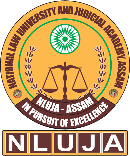 NATIONAL LAW UNIVERSITY AND JUDICIAL ACADEMY ASSAM
NLUJA - ASSAM
IN PURSUIT OF EXCELLENCE
NLUJA